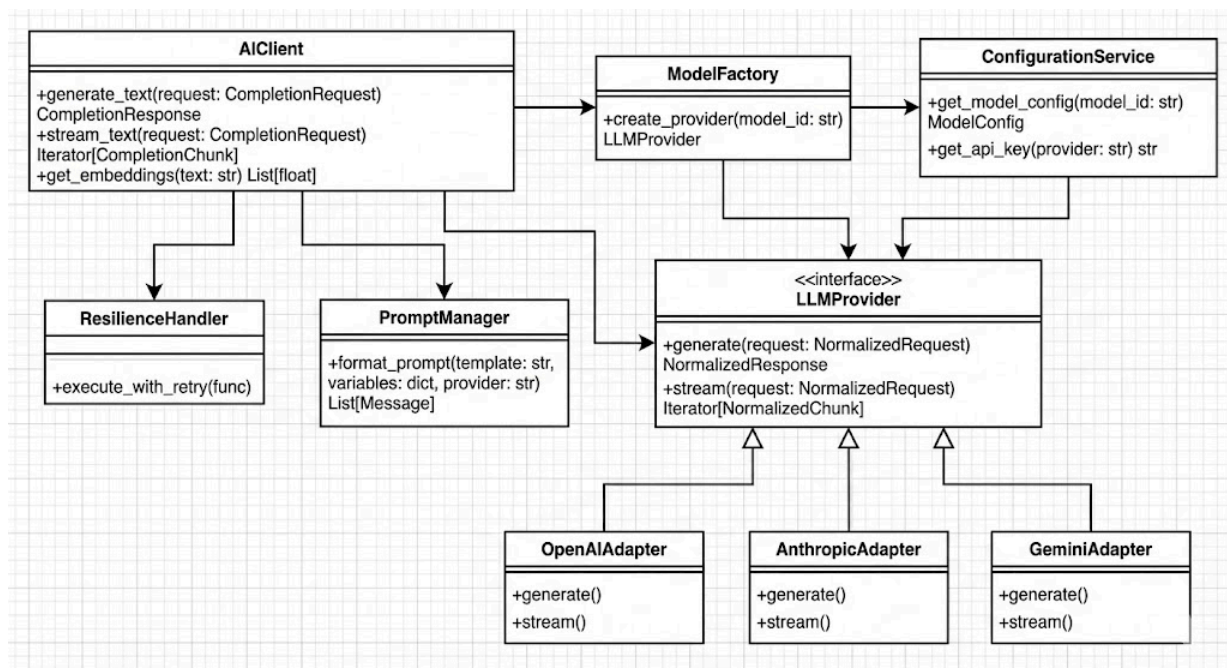 AIClient
+generate_text(request: CompletionRequest)
CompletionResponse
+stream_text(request: CompletionRequest)
Iterator[CompletionChunk]
+get_embeddings(text: str) List[float]
ModelFactory
+create_provider(model_id: str)
LLMProvider
ConfigurationService
+get_model_config(model_id: str)
ModelConfig
+get_api_key(provider: str) str
ResilienceHandler
+execute_with_retry(func)
PromptManager
+format_prompt(template: str,
variables: dict, provider: str)
List[Message]
<<interface>>
LLMProvider
+generate(request: NormalizedRequest)
NormalizedResponse
+stream(request: NormalizedRequest)
Iterator[NormalizedChunk]
OpenAIAdapter
+generate()
+stream()
AnthropicAdapter
+generate()
+stream()
GeminiAdapter
+generate()
+stream()